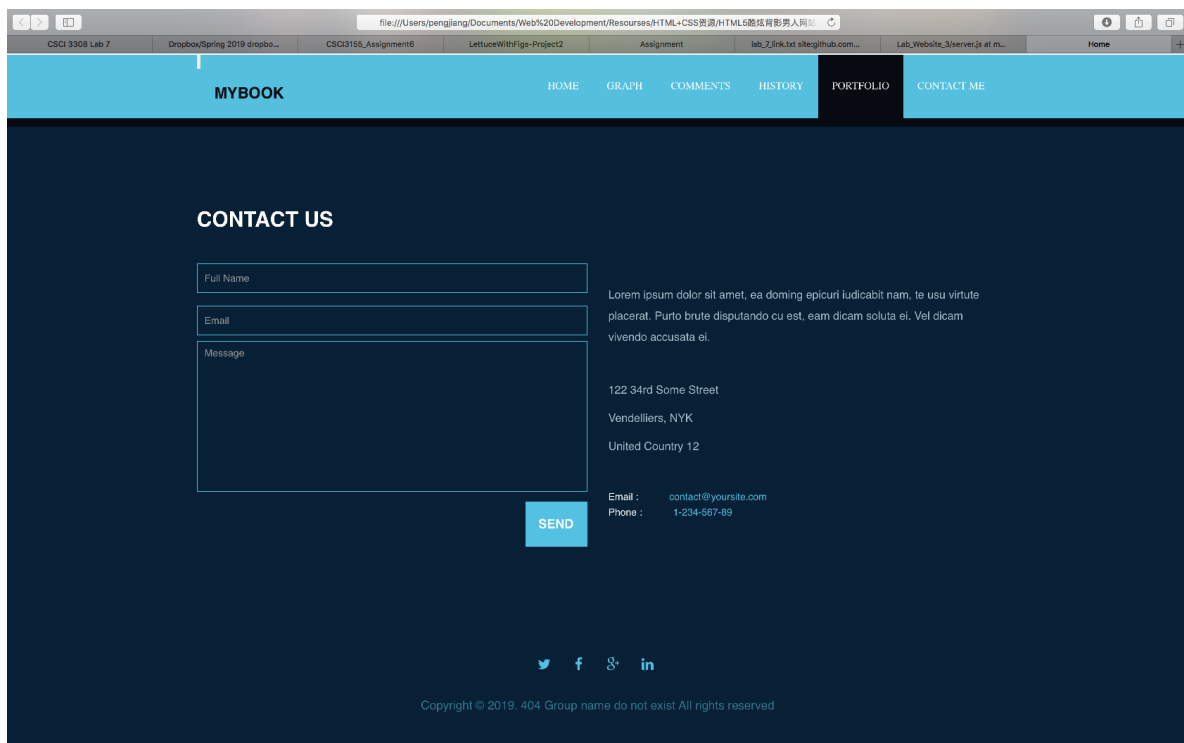 file:///Users/pengjiang/Documents/Web%20Development/Resourses/HTML+CSS资源/HTML5酷炫背影男人网站
CSCI 3308 Lab 7
Dropbox/Spring 2019 dropbo...
CSCI3155_Assignment6
LettuceWithFigs-Project2
Assignment
lab_7_link.txt site:github.com...
Lab_Website_3/server.js at m...
Home
MYBOOK
HOME
GRAPH
COMMENTS
HISTORY
PORTFOLIO
CONTACT ME
CONTACT US
Full Name
Email
Message
SEND
Lorem ipsum dolor sit amet, ea doming epicuri iudicabit nam, te usu virtute
placerat. Purto brute disputando cu est, eam dicam soluta ei. Vel dicam
vivendo accusata ei.
122 34rd Some Street
Vendelliers, NYK
United Country 12
Email : contact@yoursite.com
Phone : 1-234-567-89
Copyright © 2019. 404 Group name do not exist All rights reserved